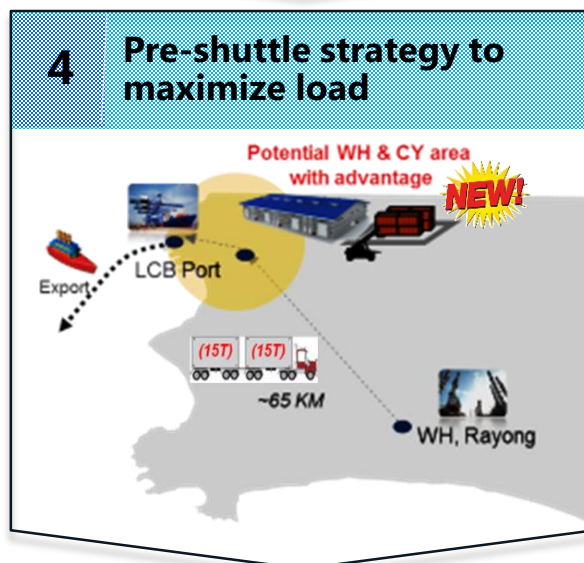 4
Pre-shuttle strategy to
maximize load
Potential WH & CY area
with advantage
NEW!
LCB Port
Export
(15T) (15T)
~65 KM
WH, Rayong